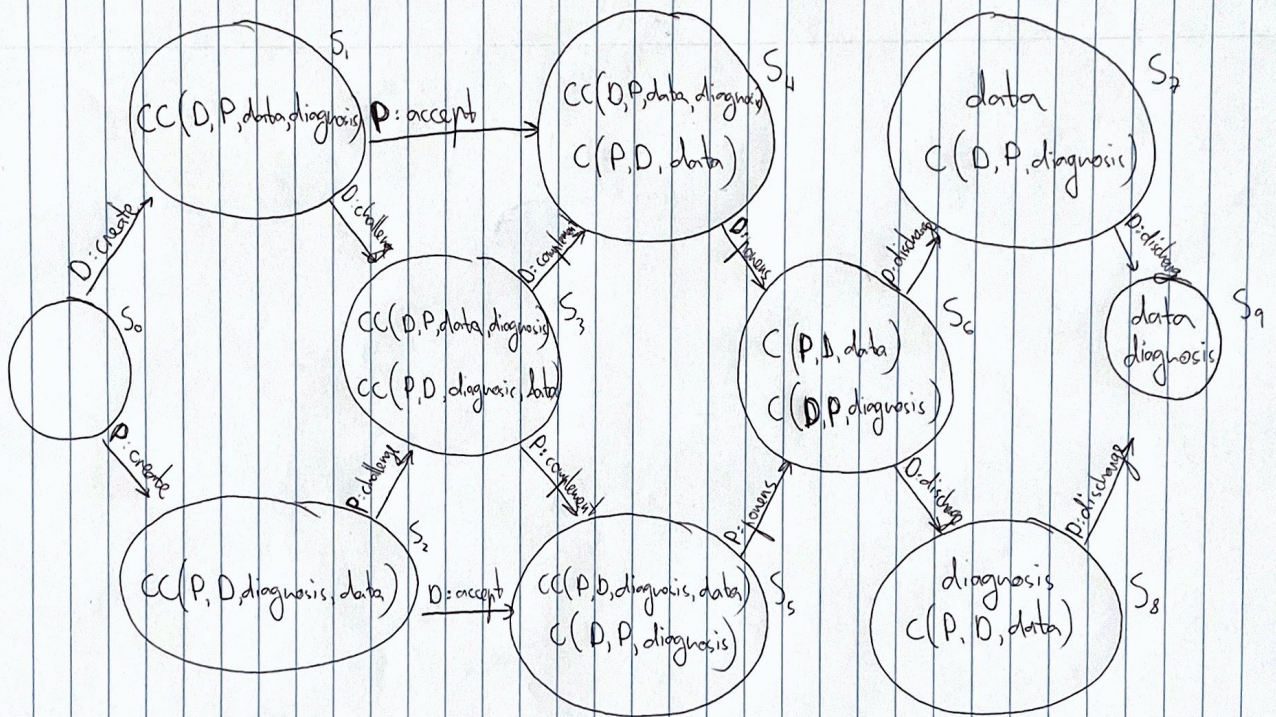 S1
CC(D,P,data,diagnosis)
P: accept
D: create
D: challeng
S4
CC(D,P,data,diagnosis)
C(P,D,data)
S7
data
C(D,P,diagnosis)
S0
P: create
S3
CC(D,P,data,diagnosis)
CC(P,D,diagnosis,data)
D: complement
P: complement
D: ponens
S6
C(P,D,data)
C(D,P,diagnosis)
D: discharge
D: discharge
D: discharge
S9
data
diagnosis
S2
CC(P,D,diagnosis,data)
P: challeng
D: accept
S5
CC(P,D,diagnosis,data)
C(D,P,diagnosis)
P: ponens
S8
diagnosis
C(P,D,data)
P: discharge